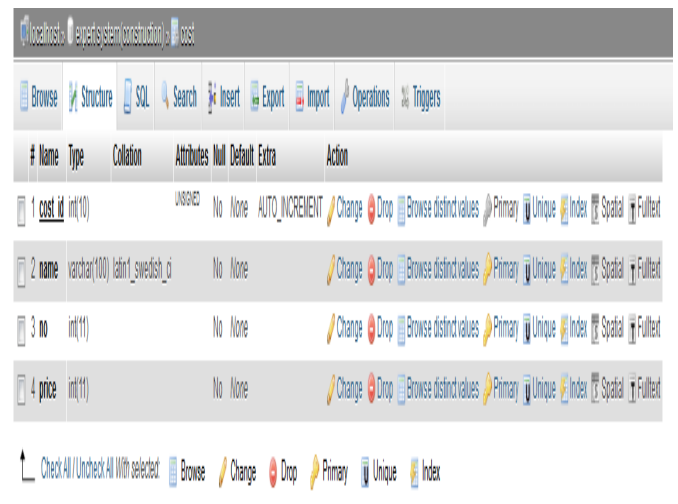 localhost » expert system(construction) » cost
Browse Structure SQL Search Insert Export Import Operations Triggers
# Name Type Collation Attributes Null Default Extra Action
1 cost_id int(10) UNSIGNED No None AUTO_INCREMENT Change Drop Browse distinct values Primary Unique Index Spatial Fulltext
2 name varchar(100) latin1_swedish_ci No None Change Drop Browse distinct values Primary Unique Index Spatial Fulltext
3 no int(11) No None Change Drop Browse distinct values Primary Unique Index Spatial Fulltext
4 price int(11) No None Change Drop Browse distinct values Primary Unique Index Spatial Fulltext
Check All / Uncheck All With selected: Browse Change Drop Primary Unique Index